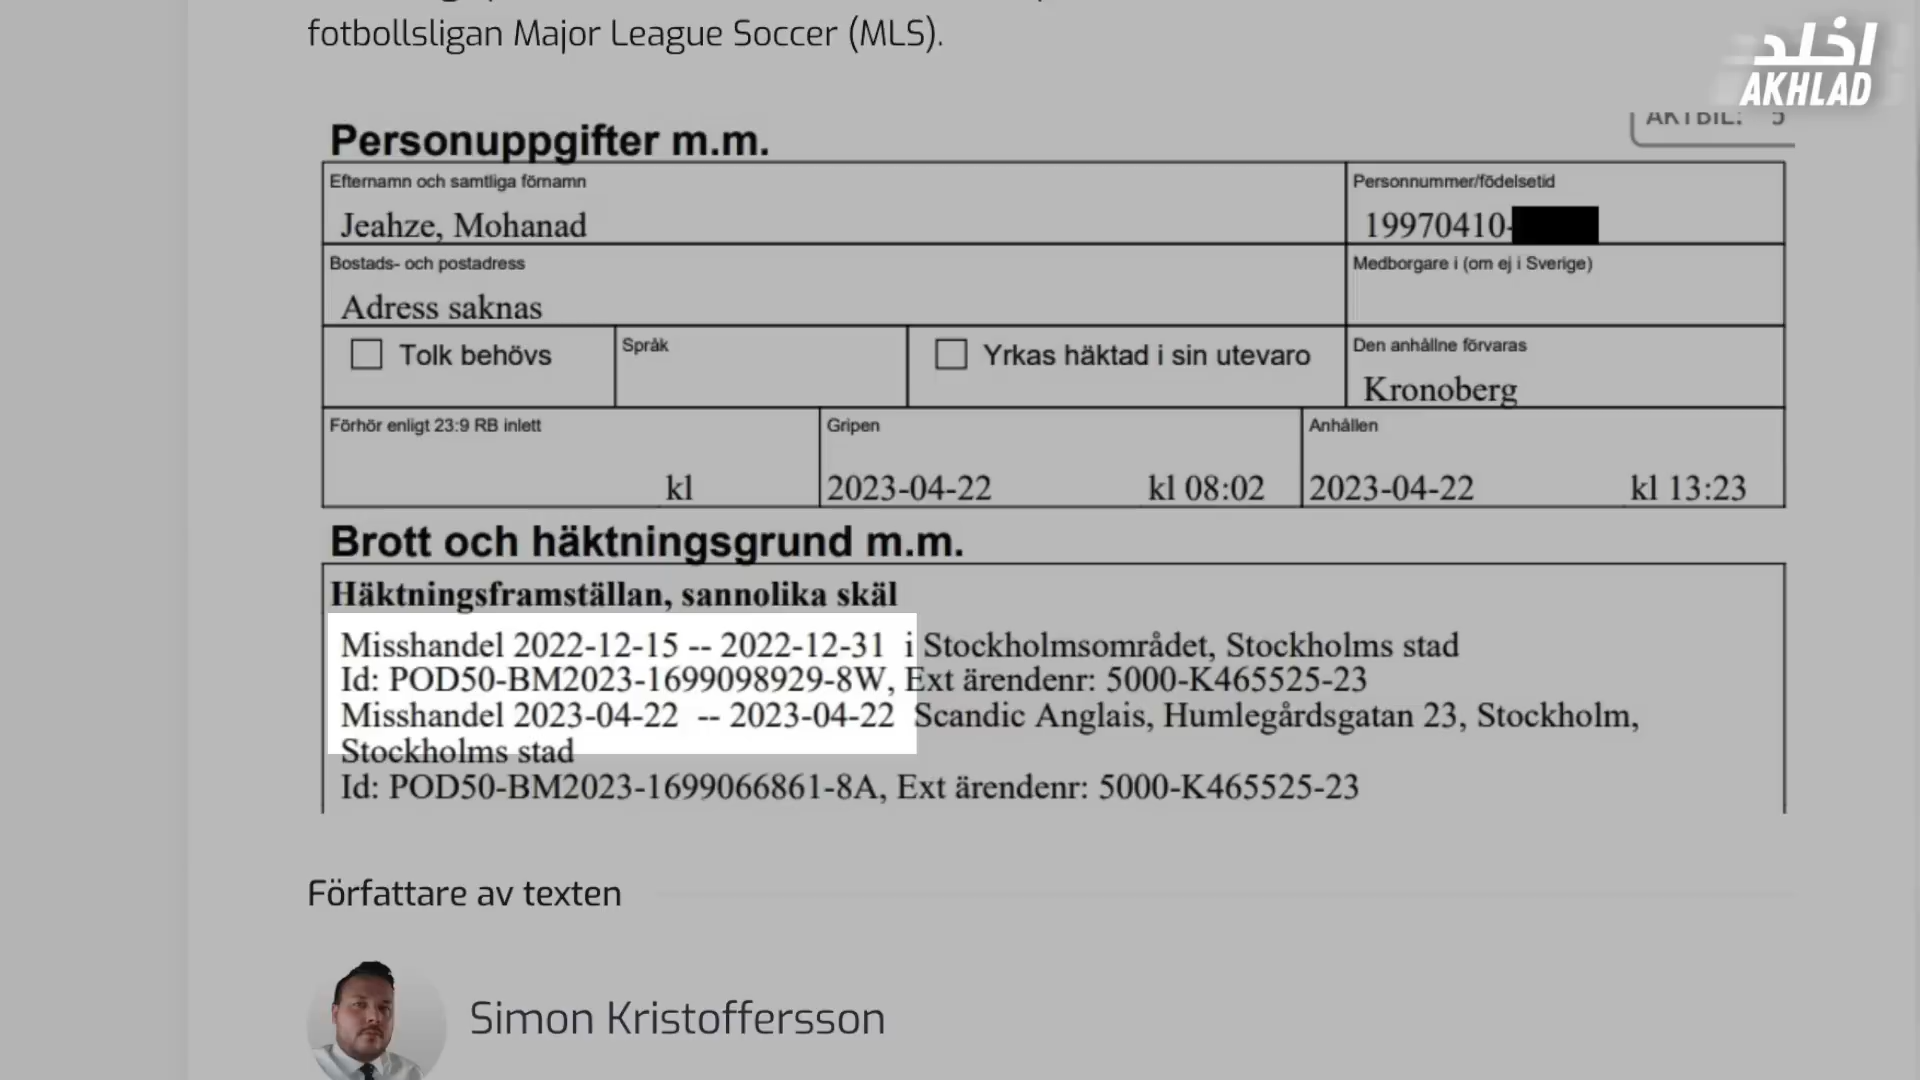 fotbollsligan Major League Soccer (MLS).
اخلد
AKHLAD
AKTBIL: 5
Personuppgifter m.m.
Efternamn och samtliga förnamn
Jeahze, Mohanad
Personnummer/födelsetid
19970410-
Bostads- och postadress
Adress saknas
Medborgare i (om ej i Sverige)
Tolk behövs
Språk
Yrkas häktad i sin utevaro
Den anhållne förvaras
Kronoberg
Förhör enligt 23:9 RB inlett
kl
Gripen
2023-04-22 kl 08:02
Anhållen
2023-04-22 kl 13:23
Brott och häktningsgrund m.m.
Häktningsframställan, sannolika skäl
Misshandel 2022-12-15 -- 2022-12-31 i Stockholmsområdet, Stockholms stad
Id: POD50-BM2023-1699098929-8W, Ext ärendenr: 5000-K465525-23
Misshandel 2023-04-22 -- 2023-04-22 Scandic Anglais, Humlegårdsgatan 23, Stockholm,
Stockholms stad
Id: POD50-BM2023-1699066861-8A, Ext ärendenr: 5000-K465525-23
Författare av texten
Simon Kristoffersson